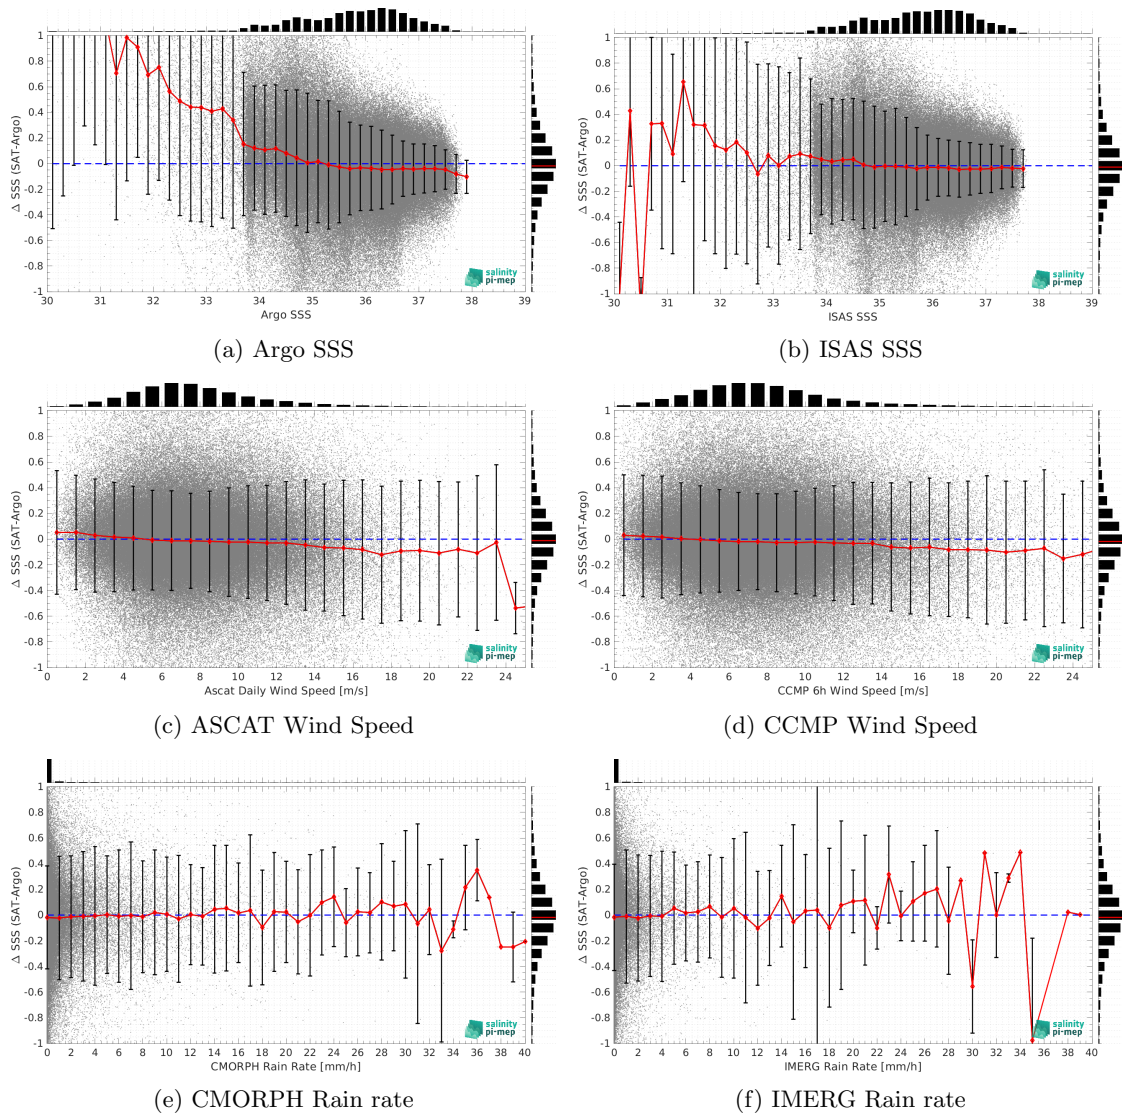 1
0.8
0.6
0.4
0.2
0
-0.2
-0.4
-0.6
-0.8
-1
Δ SSS (SAT-Argo)
30 31 32 33 34 35 36 37 38 39
Argo SSS
salinity
pi-mep
(a) Argo SSS
1
0.8
0.6
0.4
0.2
0
-0.2
-0.4
-0.6
-0.8
-1
Δ SSS (SAT-Argo)
30 31 32 33 34 35 36 37 38 39
ISAS SSS
salinity
pi-mep
(b) ISAS SSS
1
0.8
0.6
0.4
0.2
0
-0.2
-0.4
-0.6
-0.8
-1
Δ SSS (SAT-Argo)
0 2 4 6 8 10 12 14 16 18 20 22 24
Ascat Daily Wind Speed [m/s]
salinity
pi-mep
(c) ASCAT Wind Speed
1
0.8
0.6
0.4
0.2
0
-0.2
-0.4
-0.6
-0.8
-1
Δ SSS (SAT-Argo)
0 2 4 6 8 10 12 14 16 18 20 22 24
CCMP 6h Wind Speed [m/s]
salinity
pi-mep
(d) CCMP Wind Speed
1
0.8
0.6
0.4
0.2
0
-0.2
-0.4
-0.6
-0.8
-1
Δ SSS (SAT-Argo)
0 2 4 6 8 10 12 14 16 18 20 22 24 26 28 30 32 34 36 38 40
CMORPH Rain Rate [mm/h]
salinity
pi-mep
(e) CMORPH Rain rate
1
0.8
0.6
0.4
0.2
0
-0.2
-0.4
-0.6
-0.8
-1
Δ SSS (SAT-Argo)
0 2 4 6 8 10 12 14 16 18 20 22 24 26 28 30 32 34 36 38 40
IMERG Rain Rate [mm/h]
salinity
pi-mep
(f) IMERG Rain rate